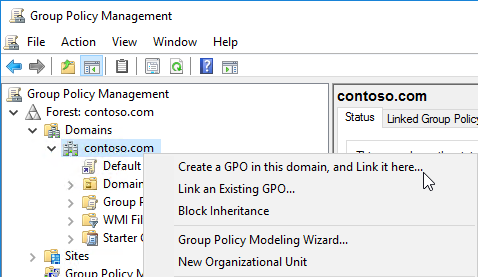 Group Policy Management
File Action View Window Help
Group Policy Management
Forest: contoso.com
Domains
contoso.com
Default
Domain
Group P
WMI Fil
Starter G
Sites
Group Policy M
contoso.com
Status Linked Group Policy
Create a GPO in this domain, and Link it here...
Link an Existing GPO...
Block Inheritance
Group Policy Modeling Wizard...
New Organizational Unit